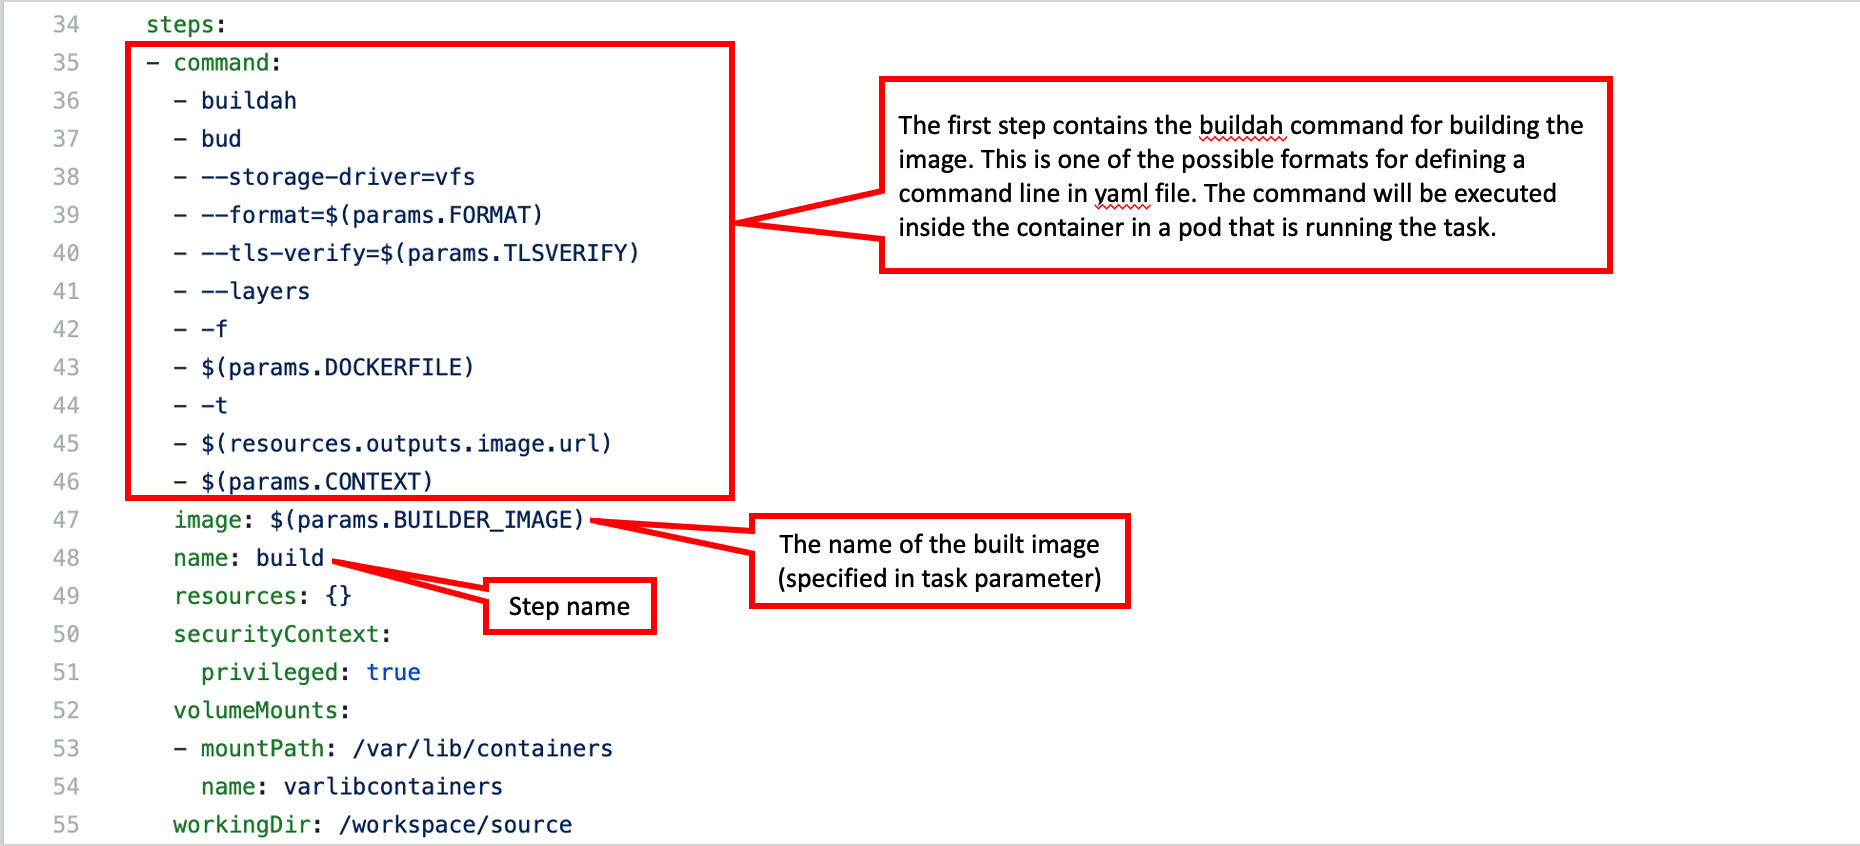 34 steps:
35 - command:
36 - buildah
37 - bud
38 - --storage-driver=vfs
39 - --format=$(params.FORMAT)
40 - --tls-verify=$(params.TLSVERIFY)
41 - --layers
42 - -f
43 - $(params.DOCKERFILE)
44 - -t
45 - $(resources.outputs.image.url)
46 - $(params.CONTEXT)
47 image: $(params.BUILDER_IMAGE)
48 name: build
49 resources: {}
50 securityContext:
51 privileged: true
52 volumeMounts:
53 - mountPath: /var/lib/containers
54 name: varlibcontainers
55 workingDir: /workspace/source
The first step contains the buildah command for building the
image. This is one of the possible formats for defining a
command line in yaml file. The command will be executed
inside the container in a pod that is running the task.
The name of the built image
(specified in task parameter)
Step name